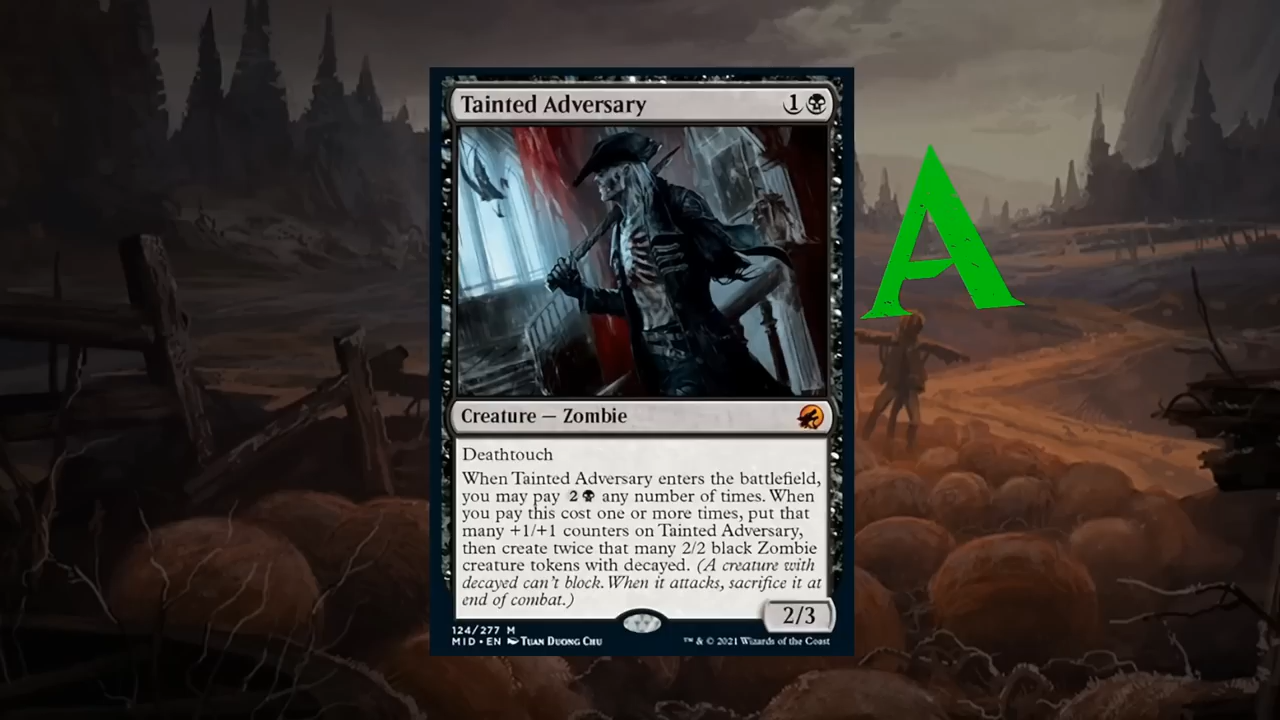 Tainted Adversary 1
A
Creature — Zombie
Deathtouch
When Tainted Adversary enters the battlefield,
you may pay 2 any number of times. When
you pay this cost one or more times, put that
many +1/+1 counters on Tainted Adversary,
then create twice that many 2/2 black Zombie
creature tokens with decayed. (A creature with
decayed can't block. When it attacks, sacrifice it at
end of combat.)
2/3
124/277 M
MID • EN Tuan Duong Chu
™ & © 2021 Wizards of the Coast